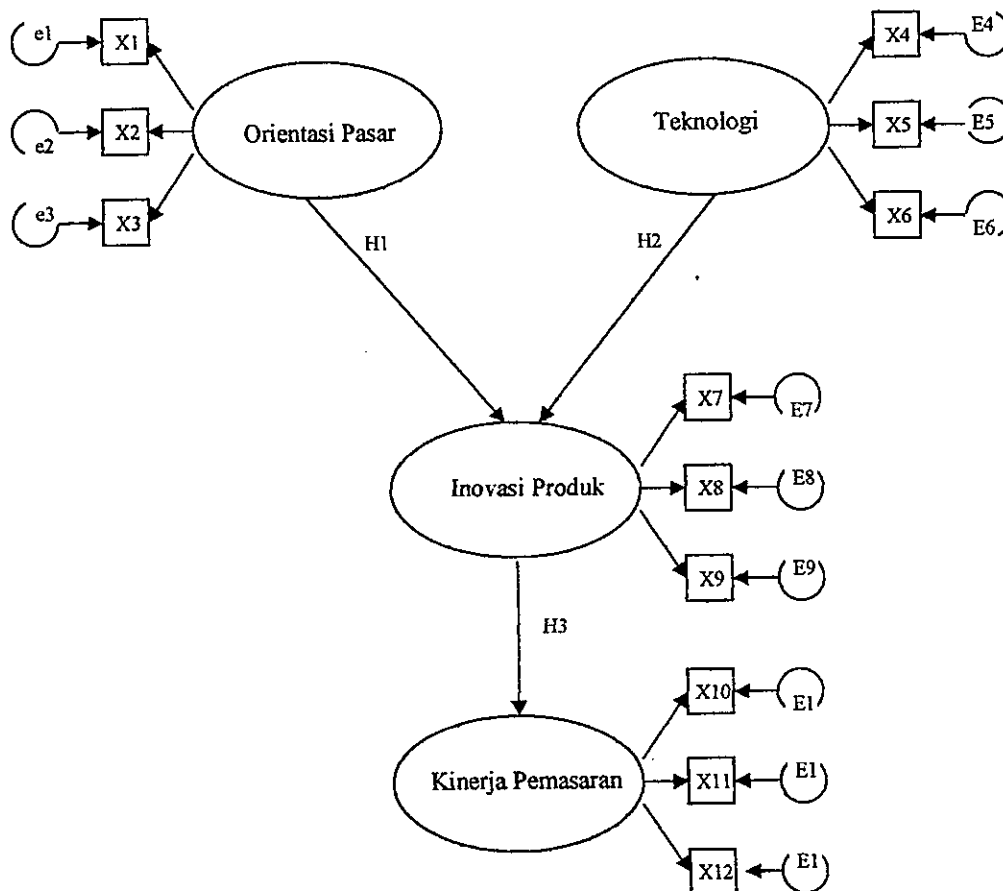 e1
X1
X4
E4
Orientasi Pasar
Teknologi
e2
X2
X5
E5
e3
X3
X6
E6
H1
H2
X7
E7
Inovasi Produk
X8
E8
X9
E9
H3
X10
E1
Kinerja Pemasaran
X11
E1
X12
E1